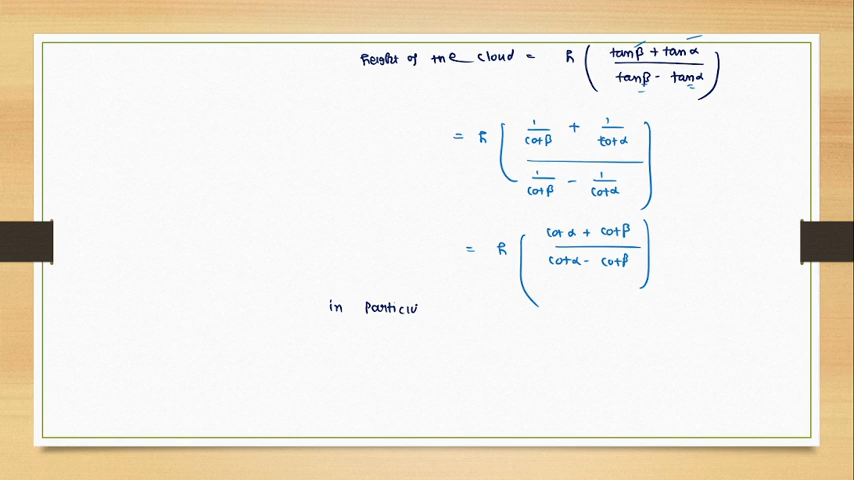 height of the cloud = h ( tanβ + tanα / tanβ - tanα )
= h ( 1/cotβ + 1/cotα / 1/cotβ - 1/cotα )
= h ( cotα + cotβ / cotα - cotβ )
in particu